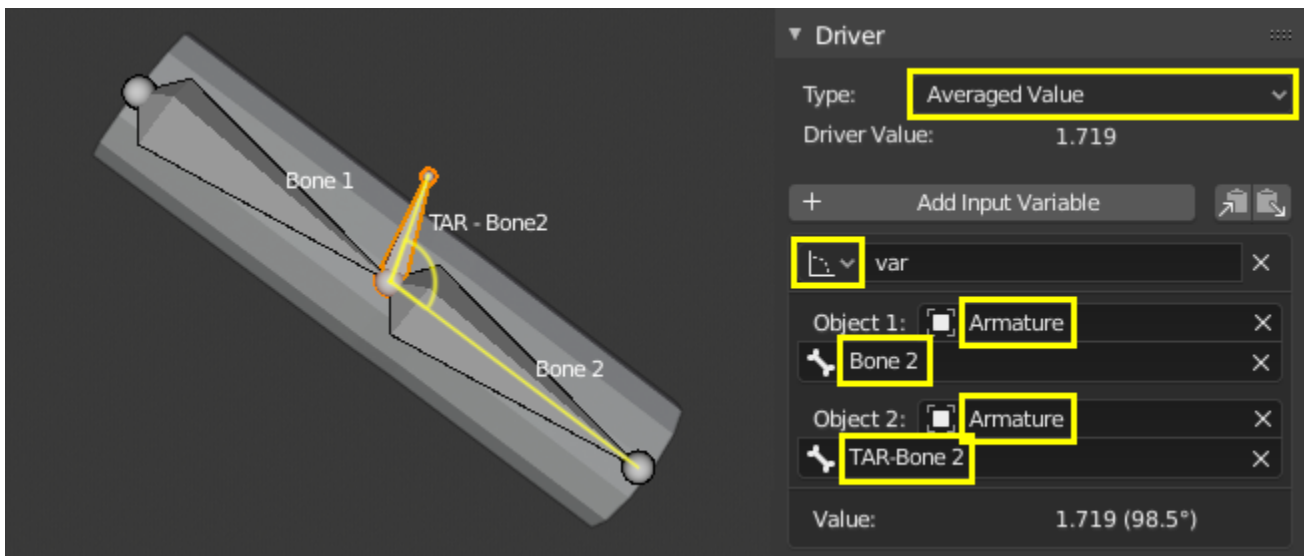 Bone 1
TAR - Bone2
Bone 2
Driver
Type: Averaged Value
Driver Value: 1.719
+ Add Input Variable
var
Object 1: Armature
Bone 2
Object 2: Armature
TAR-Bone 2
Value: 1.719 (98.5°)